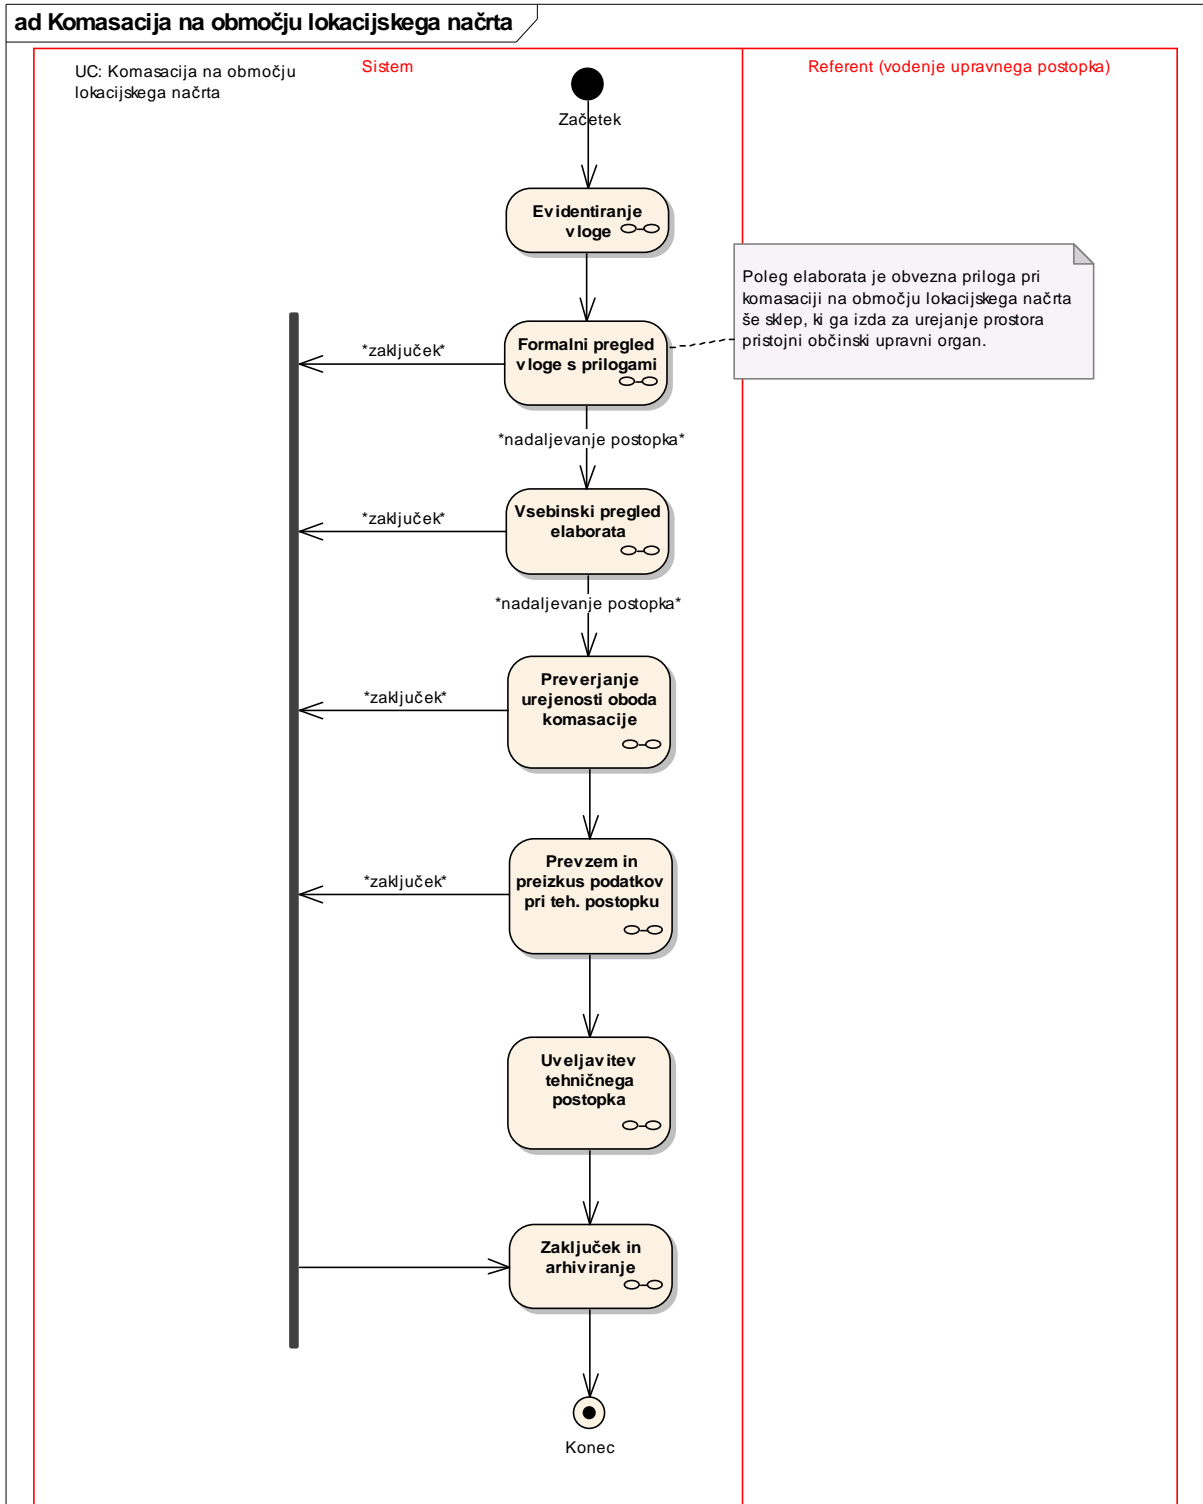 ad Komasacija na območju lokacijskega načrta
UC: Komasacija na območju
lokacijskega načrta
Sistem
Referent (vodenje upravnega postopka)
Začetek
Evidentiranje
vloge
Poleg elaborata je obvezna priloga pri
komasaciji na območju lokacijskega načrta
še sklep, ki ga izda za urejanje prostora
pristojni občinski upravni organ.
Formalni pregled
vloge s prilogami
*zaključek*
*nadaljevanje postopka*
Vsebinski pregled
elaborata
*zaključek*
*nadaljevanje postopka*
Preverjanje
urejenosti oboda
komasacije
*zaključek*
Prevzem in
preizkus podatkov
pri teh. postopku
*zaključek*
Uveljavitev
tehničnega
postopka
Zaključek in
arhiviranje
Konec